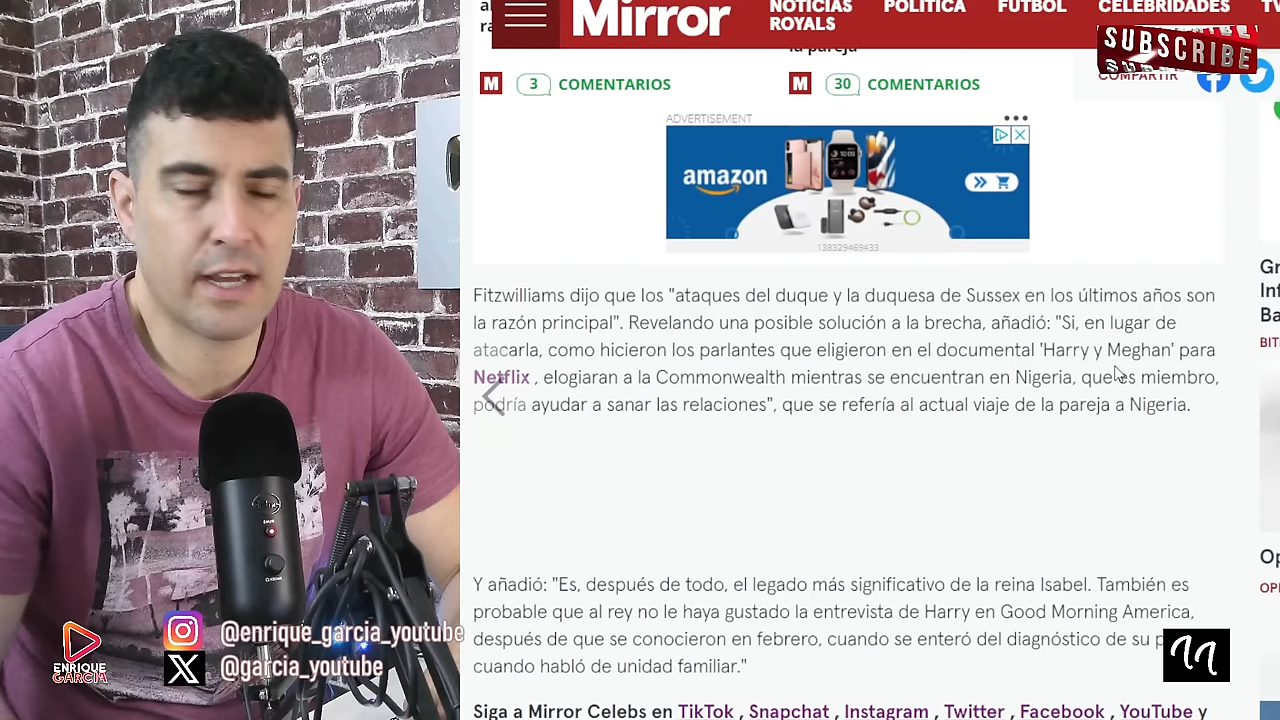 Mirror
NOTICIAS
ROYALS
POLÍTICA
FÚTBOL
CELEBRIDADES
TV
SUBSCRIBE
la pareja
COMPARTIR
M 3 COMENTARIOS
M 30 COMENTARIOS
ADVERTISEMENT
amazon
138329469433
Fitzwilliams dijo que los "ataques del duque y la duquesa de Sussex en los últimos años son
la razón principal". Revelando una posible solución a la brecha, añadió: "Si, en lugar de
atacarla, como hicieron los parlantes que eligieron en el documental 'Harry y Meghan' para
Netflix , elogiaran a la Commonwealth mientras se encuentran en Nigeria, que es miembro,
podría ayudar a sanar las relaciones", que se refería al actual viaje de la pareja a Nigeria.
Y añadió: "Es, después de todo, el legado más significativo de la reina Isabel. También es
probable que al rey no le haya gustado la entrevista de Harry en Good Morning America,
después de que se conocieron en febrero, cuando se enteró del diagnóstico de su
cuando habló de unidad familiar."
Siga a Mirror Celebs en TikTok , Snapchat , Instagram , Twitter , Facebook , YouTube y
ENRIQUE
GARCIA
@enrique_garcia_youtube
@garcia_youtube